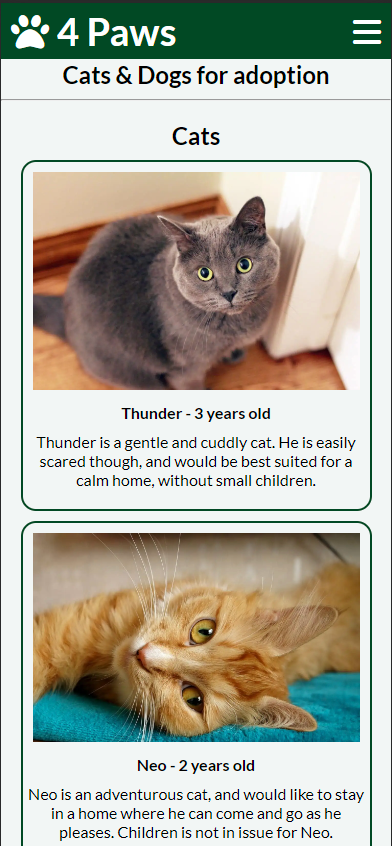 4 Paws
Cats & Dogs for adoption
Cats
Thunder - 3 years old
Thunder is a gentle and cuddly cat. He is easily
scared though, and would be best suited for a
calm home, without small children.
Neo - 2 years old
Neo is an adventurous cat, and would like to stay
in a home where he can come and go as he
pleases. Children is not in issue for Neo.